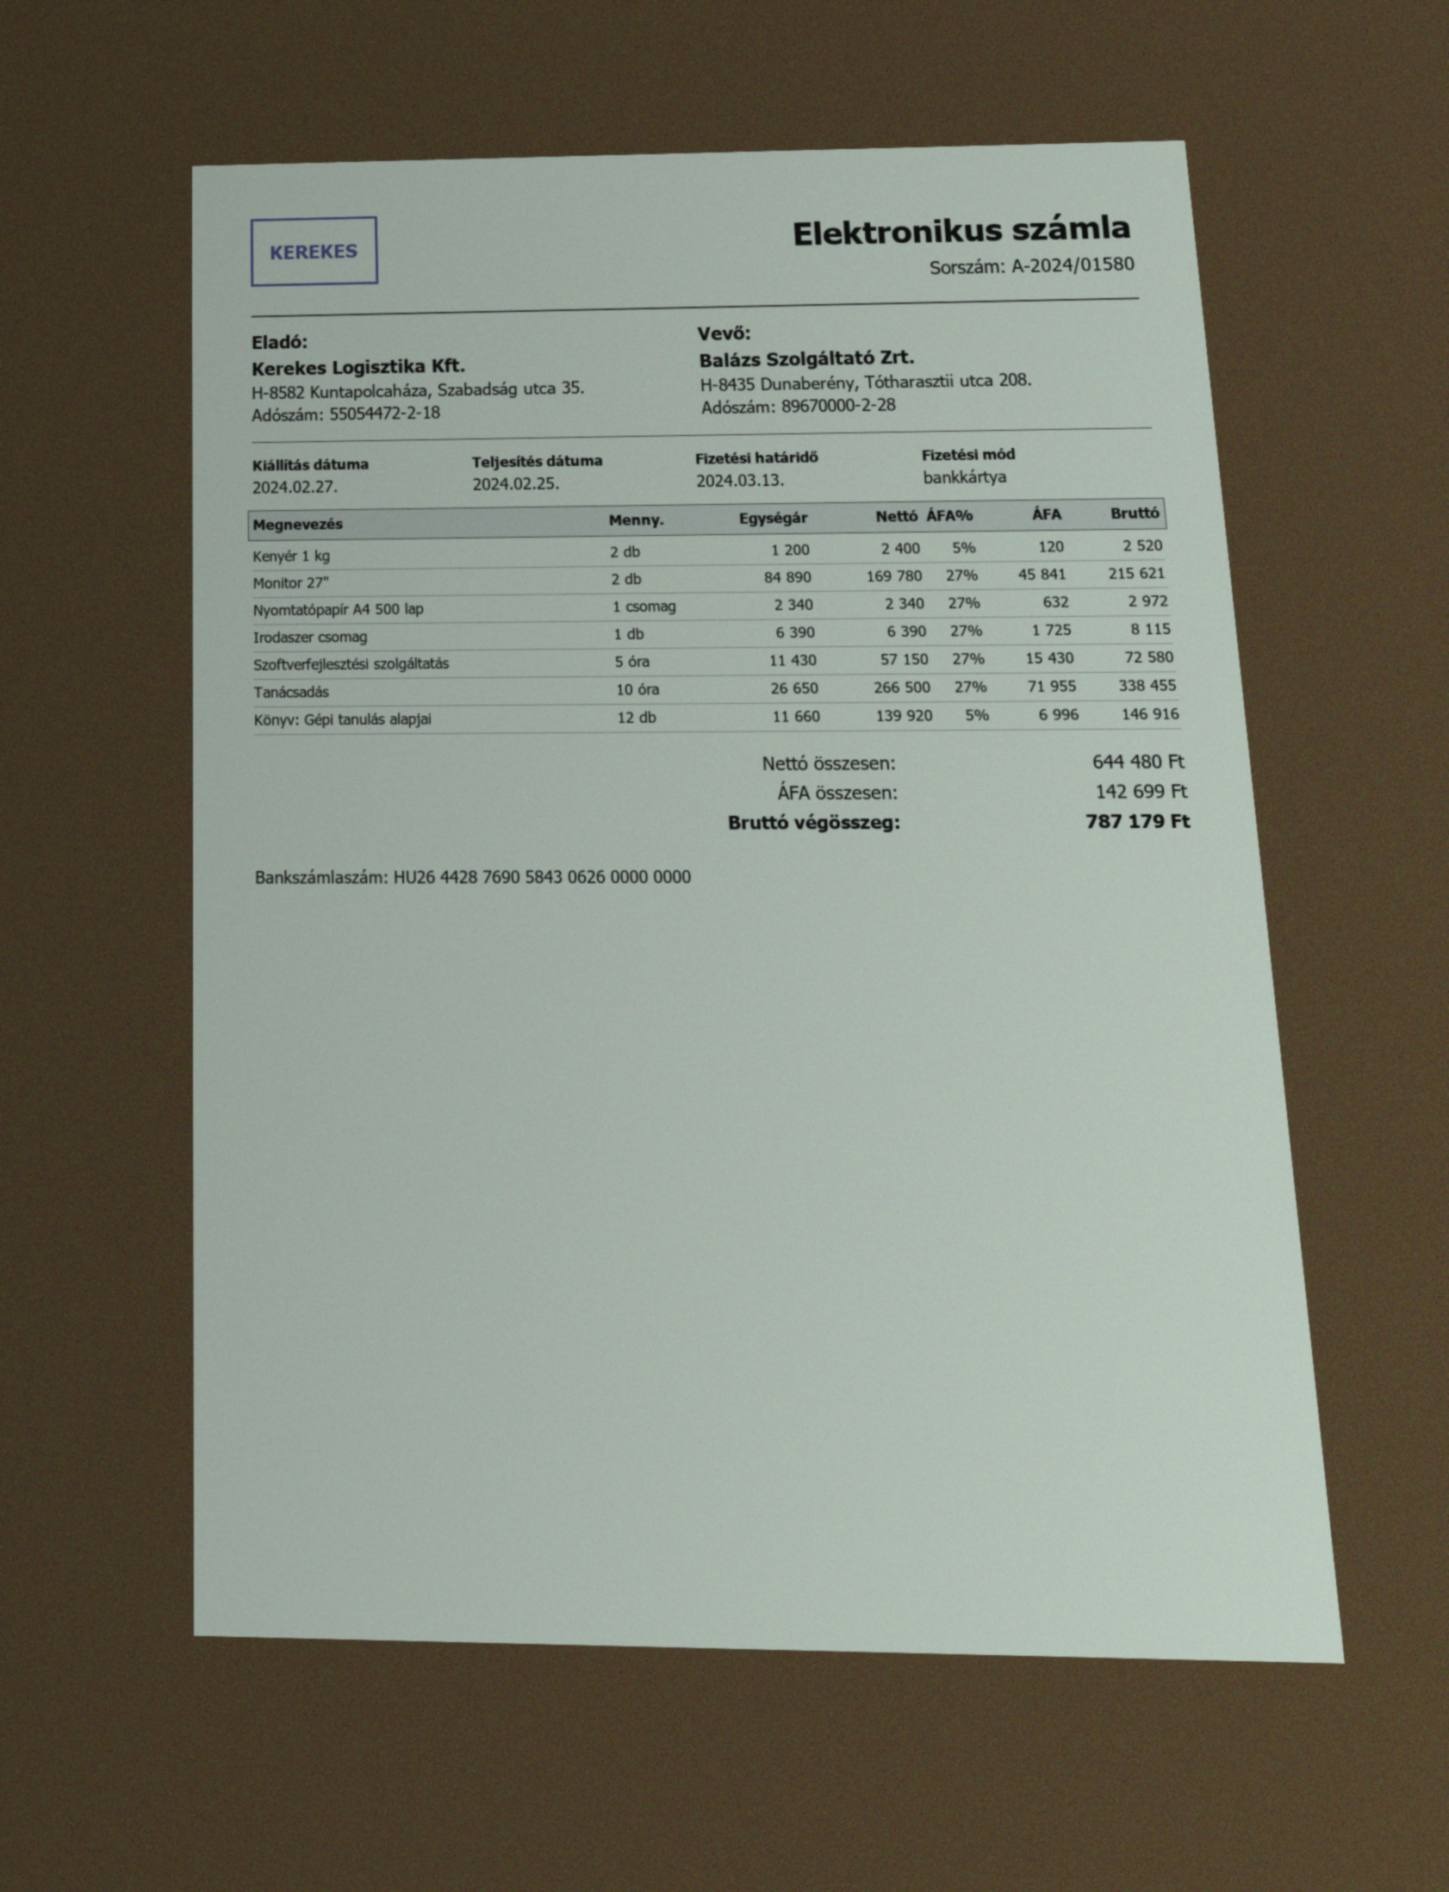 KEREKES
Elektronikus számla
Sorszám: A-2024/01580
Eladó:
Kerekes Logisztika Kft.
H-8582 Kuntapolcaháza, Szabadság utca 35.
Adószám: 55054472-2-18
Vevő:
Balázs Szolgáltató Zrt.
H-8435 Dunaberény, Tótharasztii utca 208.
Adószám: 89670000-2-28
Kiállítás dátuma Teljesítés dátuma Fizetési határidő Fizetési mód
2024.02.27. 2024.02.25. 2024.03.13. bankkártya
Megnevezés Menny. Egységár Nettó ÁFA% ÁFA Bruttó
Kenyér 1 kg 2 db 1 200 2 400 5% 120 2 520
Monitor 27" 2 db 84 890 169 780 27% 45 841 215 621
Nyomtatópapír A4 500 lap 1 csomag 2 340 2 340 27% 632 2 972
Irodaszer csomag 1 db 6 390 6 390 27% 1 725 8 115
Szoftverfejlesztési szolgáltatás 5 óra 11 430 57 150 27% 15 430 72 580
Tanácsadás 10 óra 26 650 266 500 27% 71 955 338 455
Könyv: Gépi tanulás alapjai 12 db 11 660 139 920 5% 6 996 146 916
Nettó összesen: 644 480 Ft
ÁFA összesen: 142 699 Ft
Bruttó végösszeg: 787 179 Ft
Bankszámlaszám: HU26 4428 7690 5843 0626 0000 0000